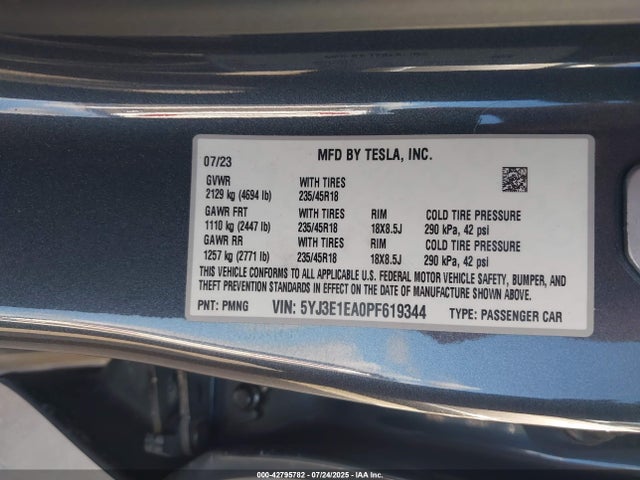 07/23 MFD BY TESLA, INC.
GVWR WITH TIRES
2129 kg (4694 lb) 235/45R18
GAWR FRT WITH TIRES RIM COLD TIRE PRESSURE
1110 kg (2447 lb) 235/45R18 18X8.5J 290 kPa, 42 psi
GAWR RR WITH TIRES RIM COLD TIRE PRESSURE
1257 kg (2771 lb) 235/45R18 18X8.5J 290 kPa, 42 psi
THIS VEHICLE CONFORMS TO ALL APPLICABLE U.S. FEDERAL MOTOR VEHICLE SAFETY, BUMPER, AND
THEFT PREVENTION STANDARDS IN EFFECT ON THE DATE OF MANUFACTURE SHOWN ABOVE.
PNT: PMNG VIN: 5YJ3E1EA0PF619344 TYPE: PASSENGER CAR
000-42795782 - 07/24/2025 - IAA Inc.